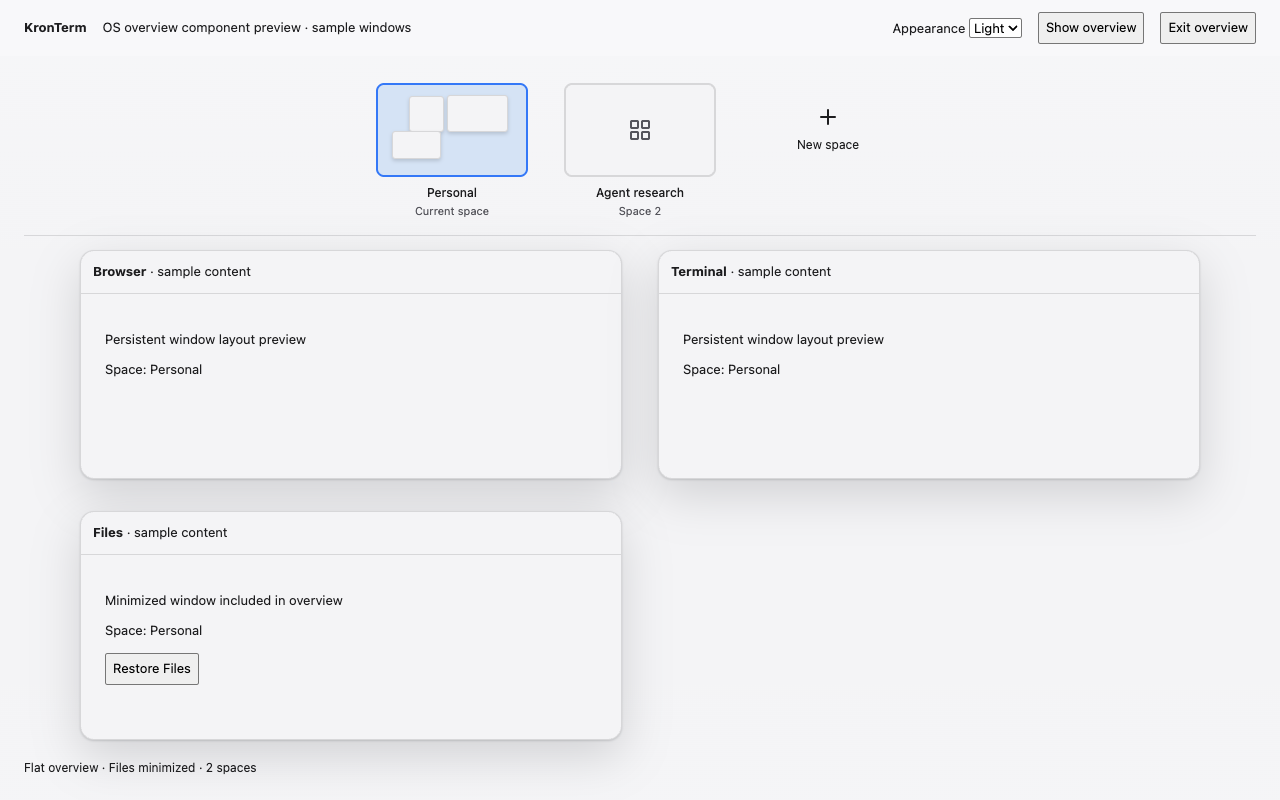 KronTerm OS overview component preview · sample windows
Appearance Light Show overview Exit overview
New space
Personal
Current space
Agent research
Space 2
Browser · sample content
Persistent window layout preview
Space: Personal
Terminal · sample content
Persistent window layout preview
Space: Personal
Files · sample content
Minimized window included in overview
Space: Personal
Restore Files
Flat overview · Files minimized · 2 spaces